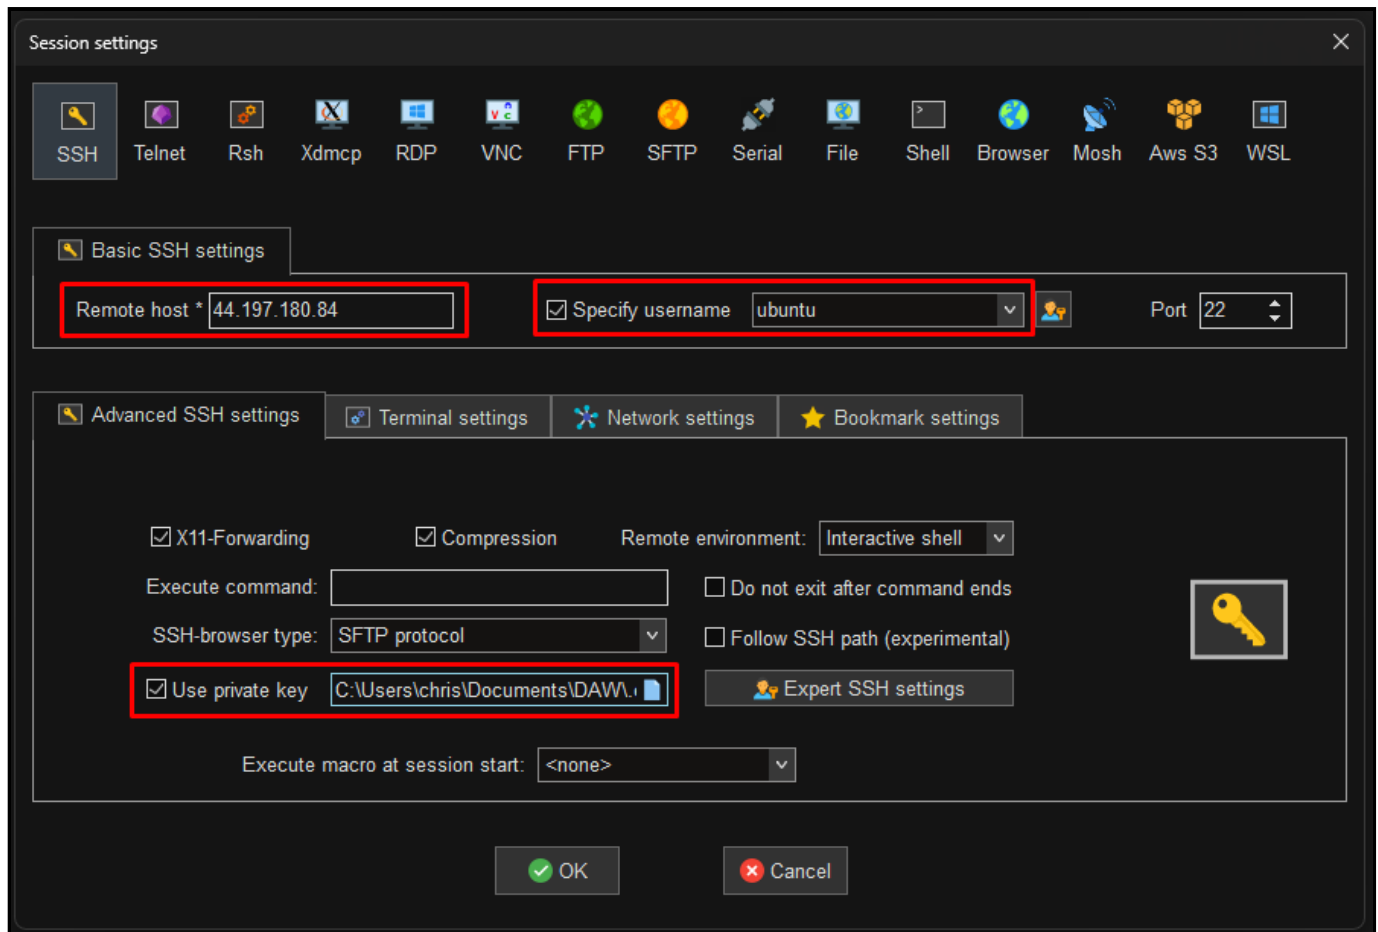 Session settings
SSH Telnet Rsh Xdmcp RDP VNC FTP SFTP Serial File Shell Browser Mosh Aws S3 WSL
Basic SSH settings
Remote host * 44.197.180.84 Specify username ubuntu Port 22
Advanced SSH settings Terminal settings Network settings Bookmark settings
X11-Forwarding Compression Remote environment: Interactive shell
Execute command: Do not exit after command ends
SSH-browser type: SFTP protocol Follow SSH path (experimental)
Use private key C:\Users\chris\Documents\DAW\. Expert SSH settings
Execute macro at session start: <none>
OK Cancel